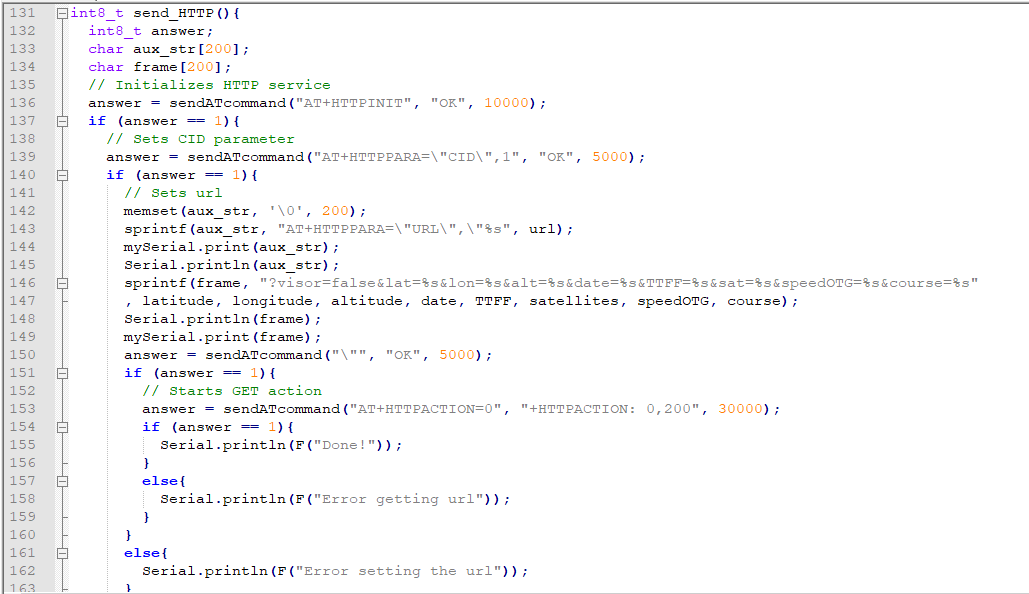 131 int8_t send_HTTP(){
132   int8_t answer;
133   char aux_str[200];
134   char frame[200];
135   // Initializes HTTP service
136   answer = sendATcommand("AT+HTTPINIT", "OK", 10000);
137   if (answer == 1){
138     // Sets CID parameter
139     answer = sendATcommand("AT+HTTPPARA=\"CID\",1", "OK", 5000);
140     if (answer == 1){
141       // Sets url
142       memset(aux_str, '\0', 200);
143       sprintf(aux_str, "AT+HTTPPARA=\"URL\",\"%s", url);
144       mySerial.print(aux_str);
145       Serial.println(aux_str);
146       sprintf(frame, "?visor=false&lat=%s&lon=%s&alt=%s&date=%s&TTFF=%s&sat=%s&speedOTG=%s&course=%s"
147       , latitude, longitude, altitude, date, TTFF, satellites, speedOTG, course);
148       Serial.println(frame);
149       mySerial.print(frame);
150       answer = sendATcommand("\"", "OK", 5000);
151       if (answer == 1){
152         // Starts GET action
153         answer = sendATcommand("AT+HTTPACTION=0", "+HTTPACTION: 0,200", 30000);
154         if (answer == 1){
155           Serial.println(F("Done!"));
156         }
157         else{
158           Serial.println(F("Error getting url"));
159         }
160       }
161       else{
162         Serial.println(F("Error setting the url"));
163       }